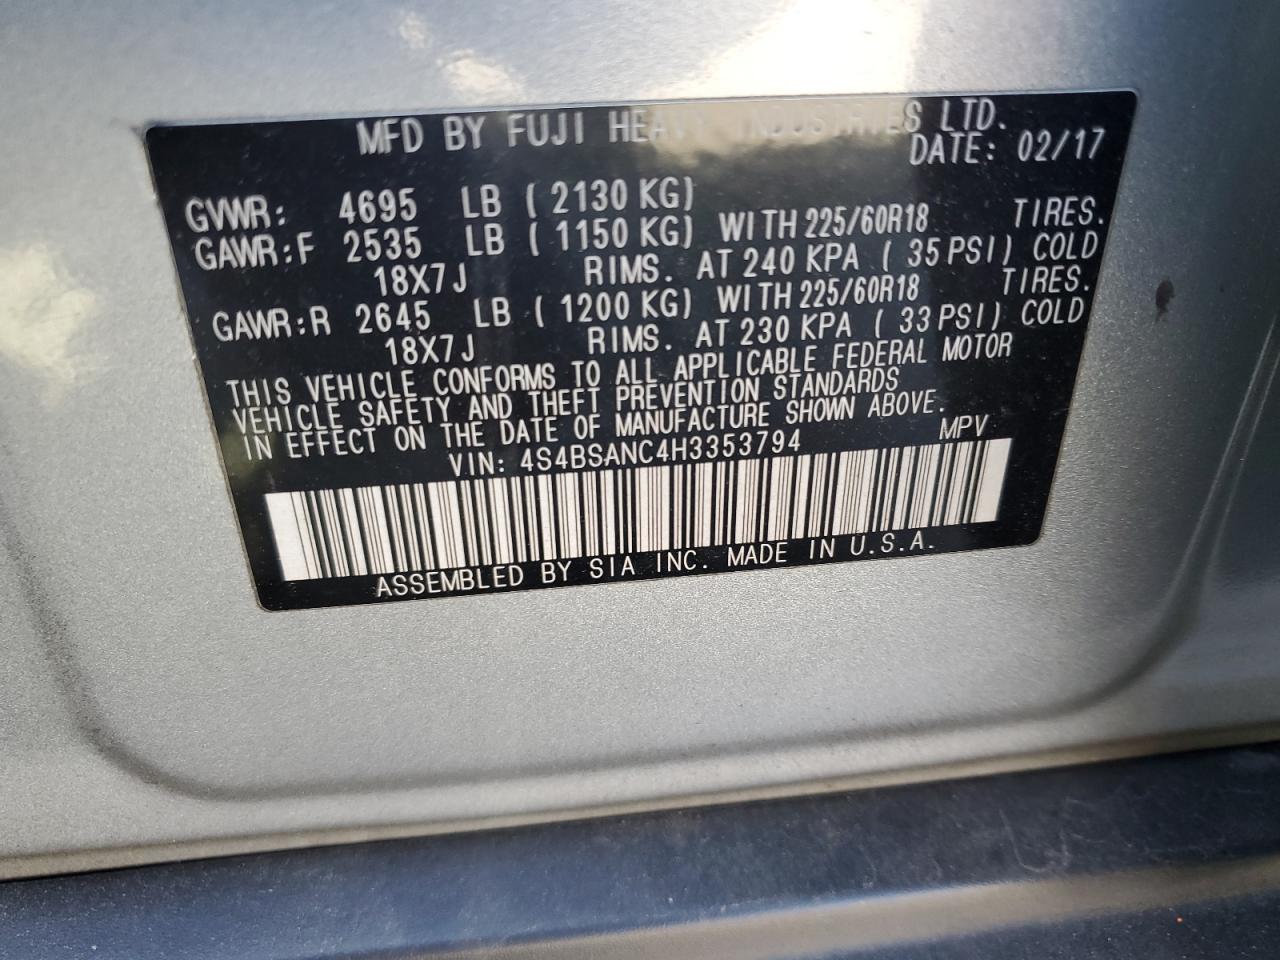 MFD BY FUJI HEAVY INDUSTRIES LTD.
DATE: 02/17
GVWR: 4695 LB ( 2130 KG)
GAWR:F 2535 LB ( 1150 KG) WITH 225/60R18 TIRES.
18X7J RIMS. AT 240 KPA ( 35 PSI) COLD
GAWR:R 2645 LB ( 1200 KG) WITH 225/60R18 TIRES.
18X7J RIMS. AT 230 KPA ( 33 PSI) COLD
THIS VEHICLE CONFORMS TO ALL APPLICABLE FEDERAL MOTOR
VEHICLE SAFETY AND THEFT PREVENTION STANDARDS
IN EFFECT ON THE DATE OF MANUFACTURE SHOWN ABOVE.
VIN: 4S4BSANC4H3353794 MPV
ASSEMBLED BY SIA INC. MADE IN U.S.A.